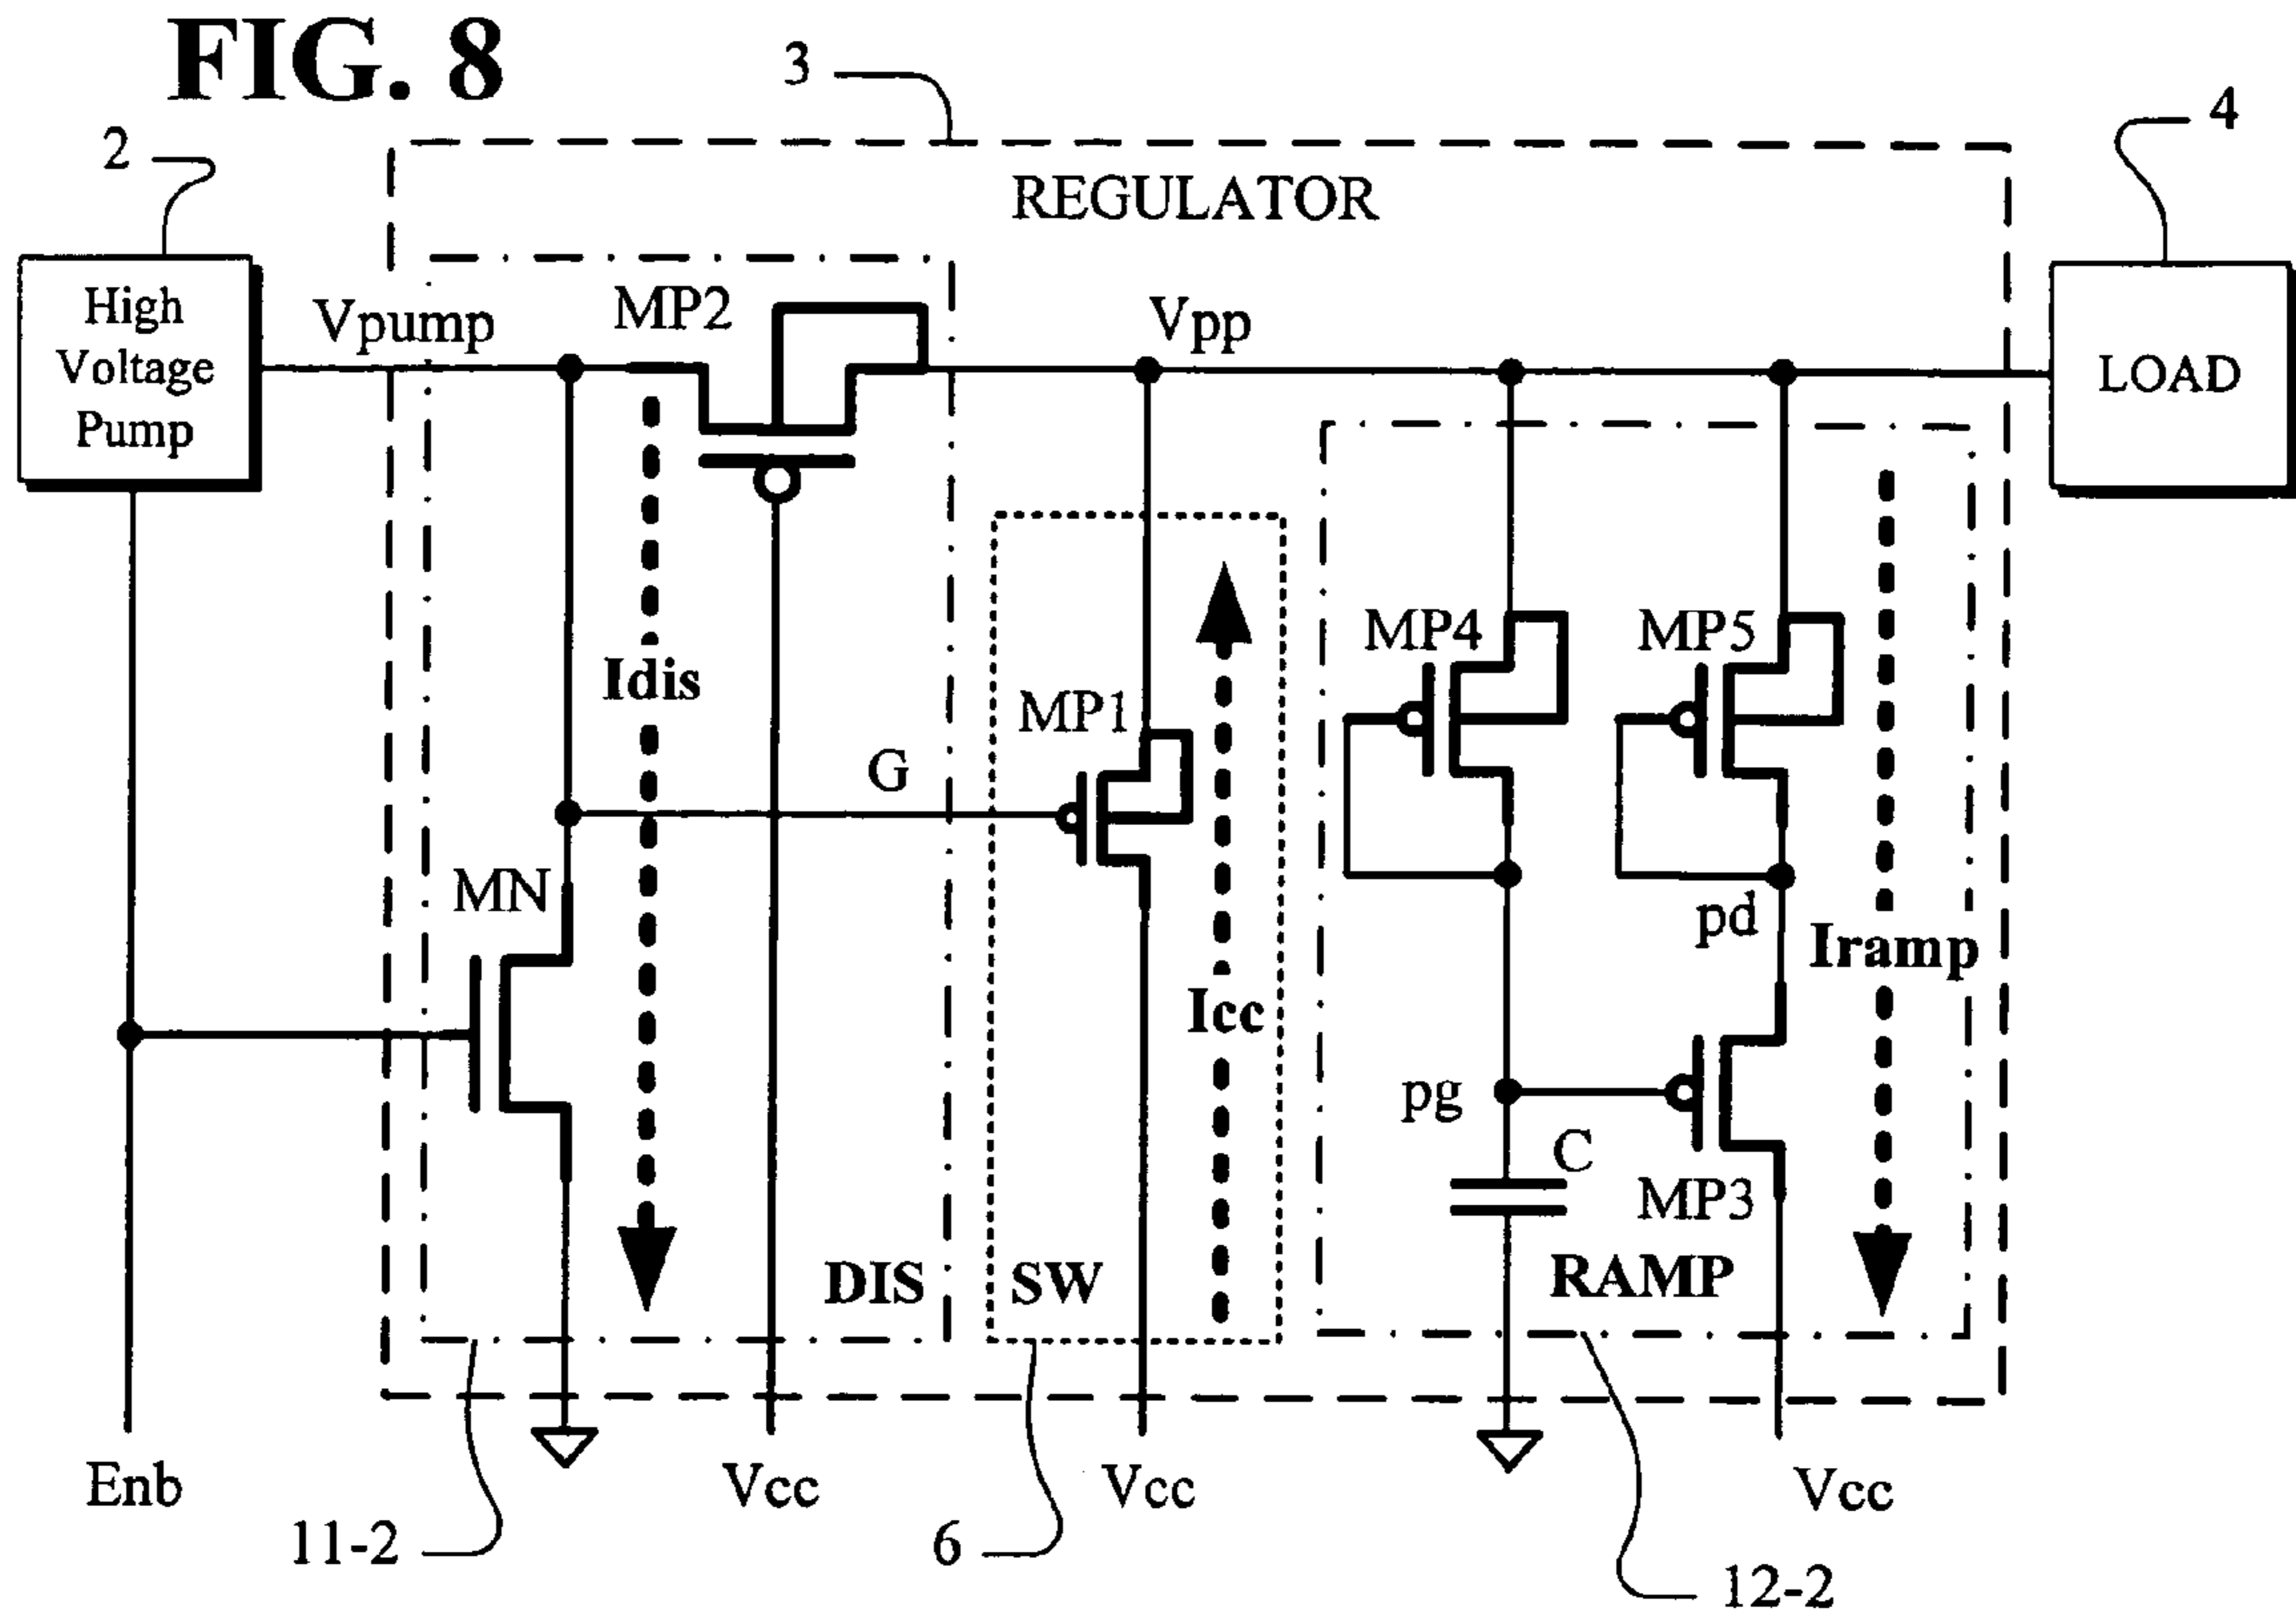 FIG. 8
3
4
2
REGULATOR
High
Voltage
Pump
Vpump
MP2
Vpp
LOAD
MP4
MP5
Idis
MP1
G
MN
pd
Iramp
Icc
pg
C
MP3
DIS
SW
RAMP
Enb
Vcc
Vcc
Vcc
11-2
6
12-2